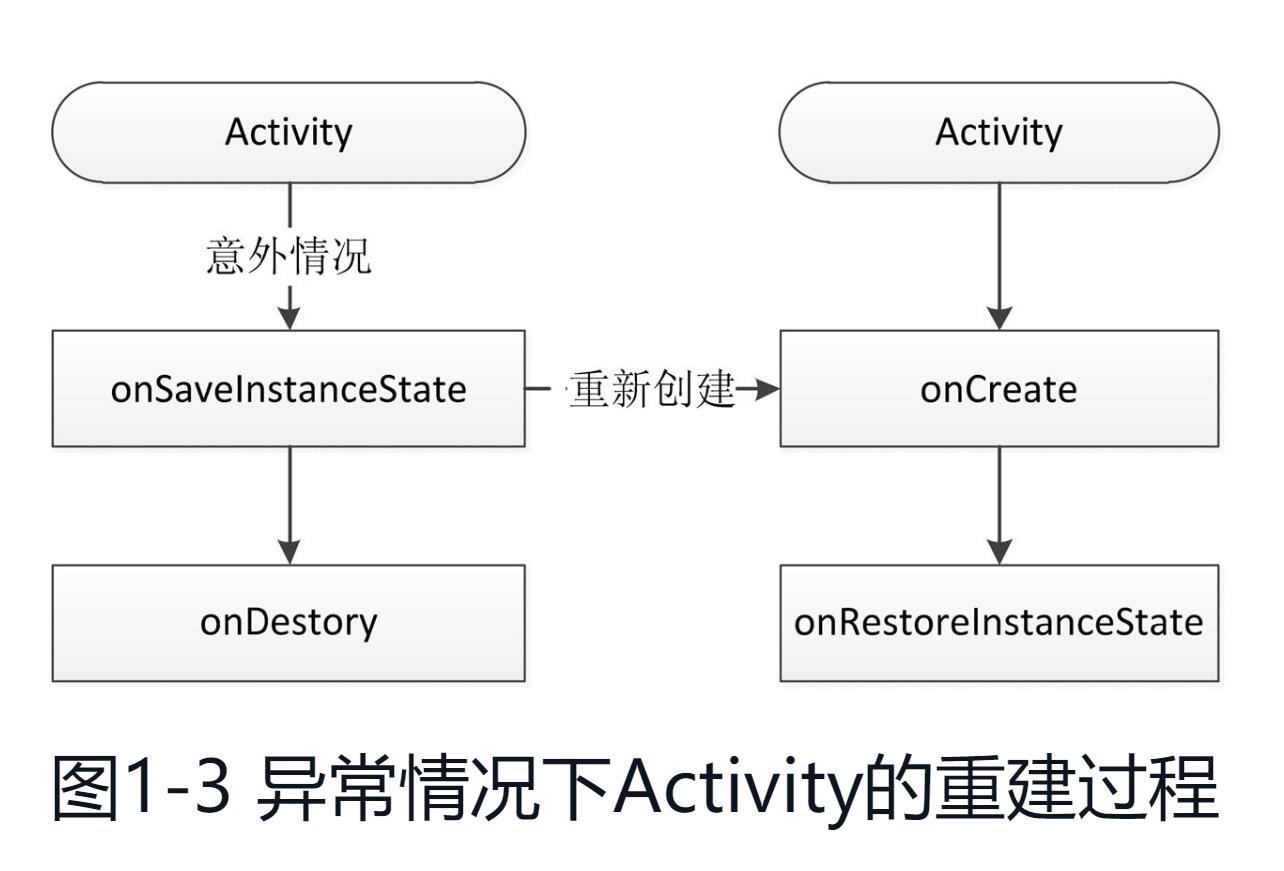 Activity
Activity
意外情况
onSaveInstanceState
重新创建
onCreate
onDestory
onRestoreInstanceState
图1-3 异常情况下Activity的重建过程